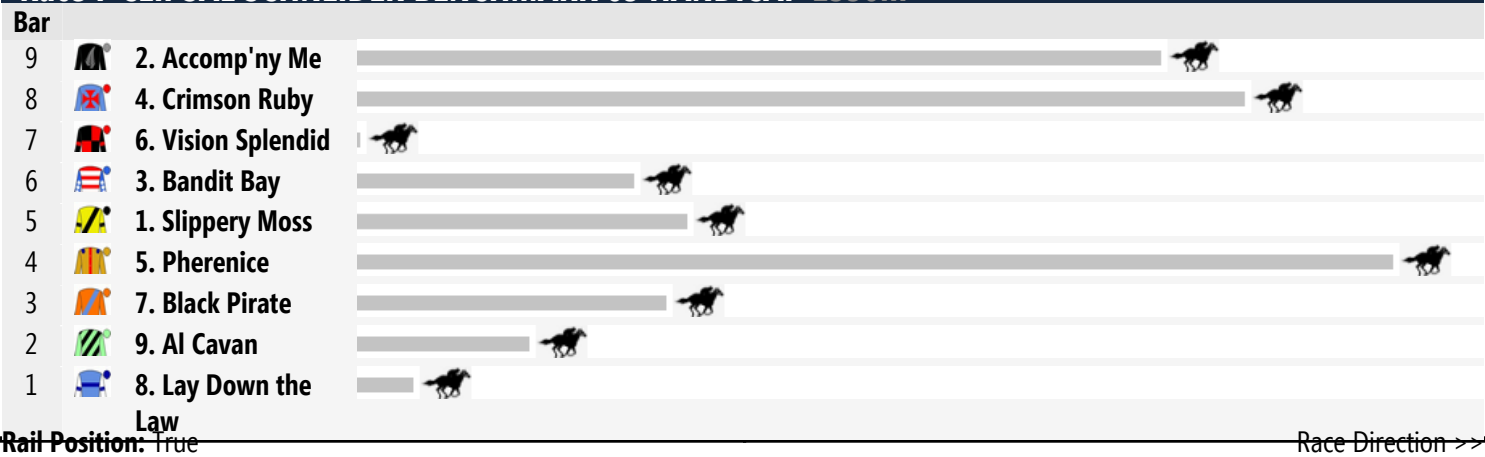 Bar
9 2. Accomp'ny Me
8 4. Crimson Ruby
7 6. Vision Splendid
6 3. Bandit Bay
5 1. Slippery Moss
4 5. Pherenice
3 7. Black Pirate
2 9. Al Cavan
1 8. Lay Down the
Law
Rail Position: True Race Direction >>